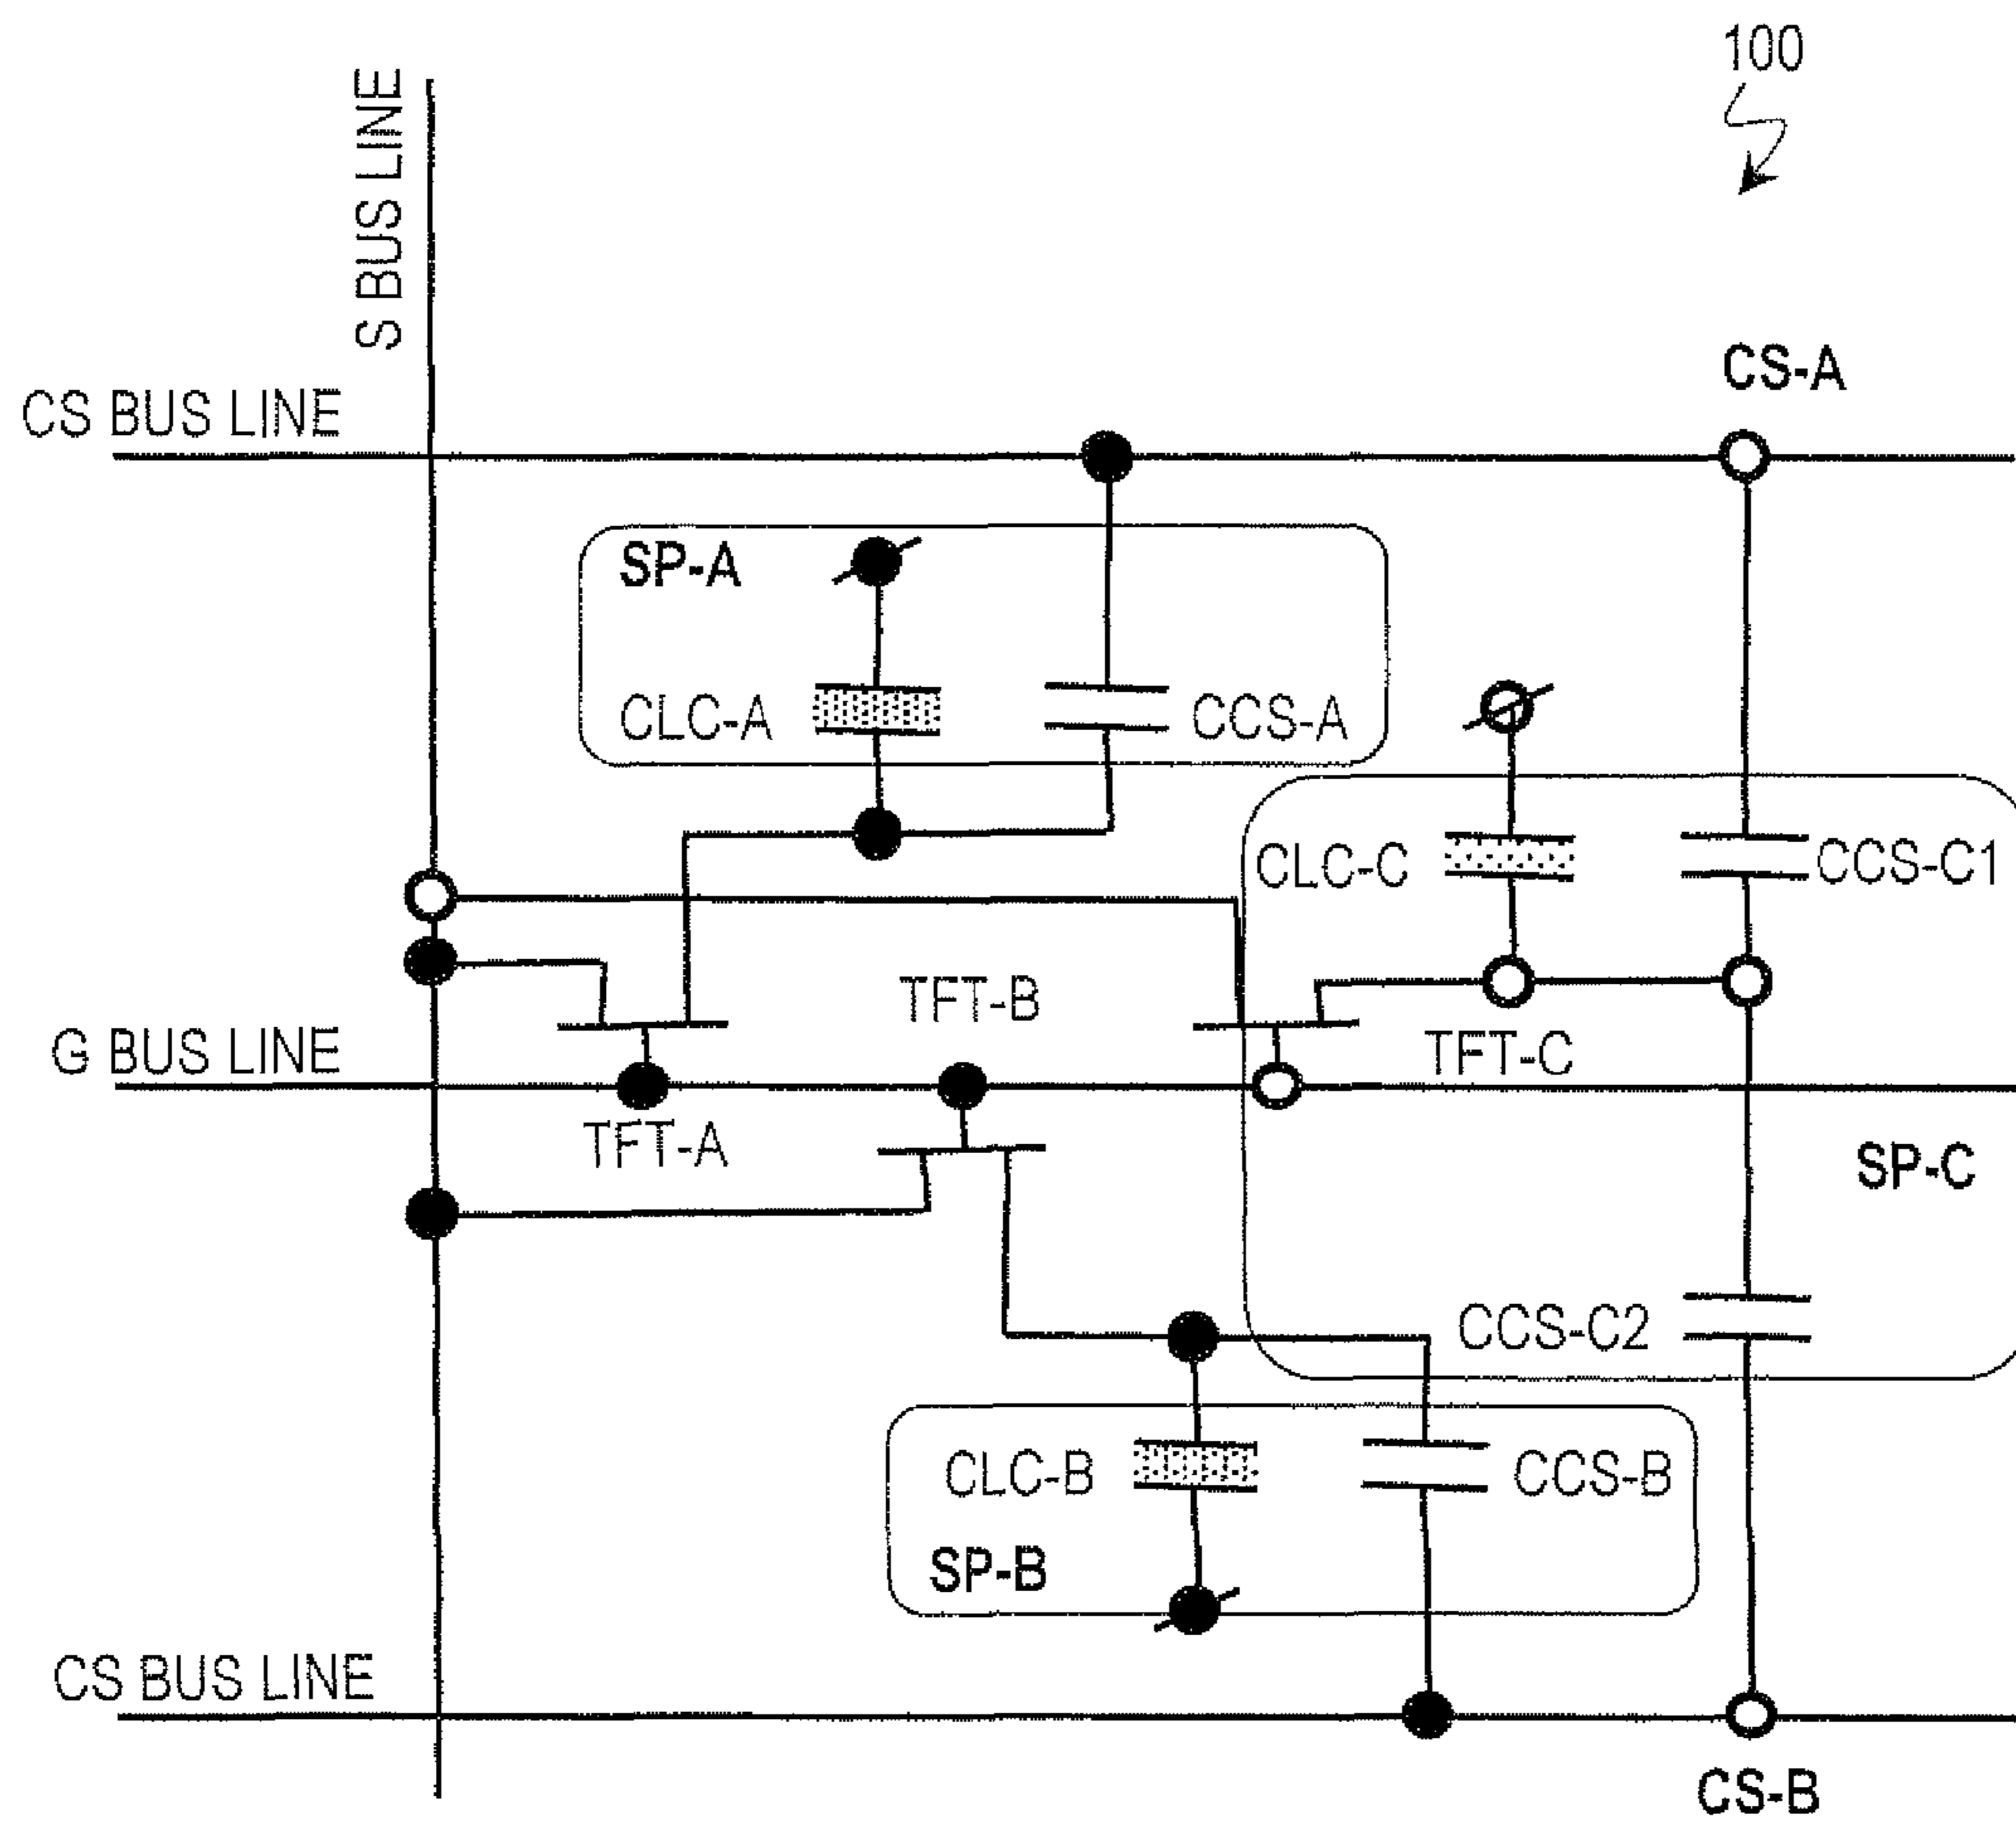 100
S BUS LINE
CS-A
CS BUS LINE
SP-A
CLC-A
CCS-A
CLC-C
CCS-C1
TFT-B
G BUS LINE
TFT-C
TFT-A
SP-C
CCS-C2
CLC-B
CCS-B
SP-B
CS BUS LINE
CS-B